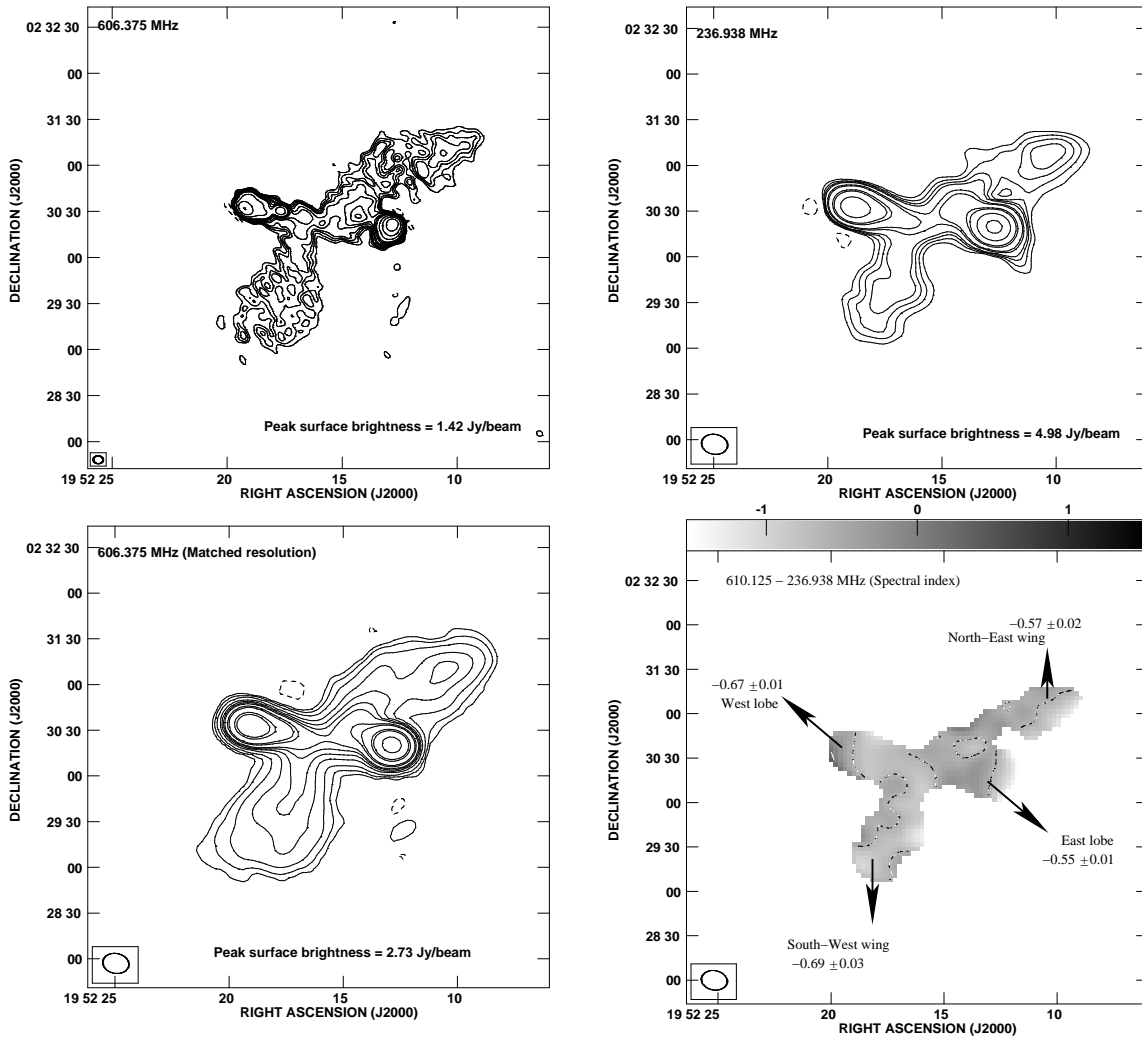 606.375 MHz
02 32 30
00
31 30
00
30 30
00
29 30
00
28 30
00
DECLINATION (J2000)
Peak surface brightness = 1.42 Jy/beam
19 52 25
20
15
10
RIGHT ASCENSION (J2000)
236.938 MHz
02 32 30
00
31 30
00
30 30
00
29 30
00
28 30
00
DECLINATION (J2000)
Peak surface brightness = 4.98 Jy/beam
19 52 25
20
15
10
RIGHT ASCENSION (J2000)
606.375 MHz (Matched resolution)
02 32 30
00
31 30
00
30 30
00
29 30
00
28 30
00
DECLINATION (J2000)
Peak surface brightness = 2.73 Jy/beam
19 52 25
20
15
10
RIGHT ASCENSION (J2000)
-1
0
1
610.125 − 236.938 MHz (Spectral index)
02 32 30
00
31 30
00
30 30
00
29 30
00
28 30
00
DECLINATION (J2000)
−0.57 ±0.02
North−East wing
−0.67 ±0.01
West lobe
East lobe
−0.55 ±0.01
South−West wing
−0.69 ±0.03
19 52 25
20
15
10
RIGHT ASCENSION (J2000)